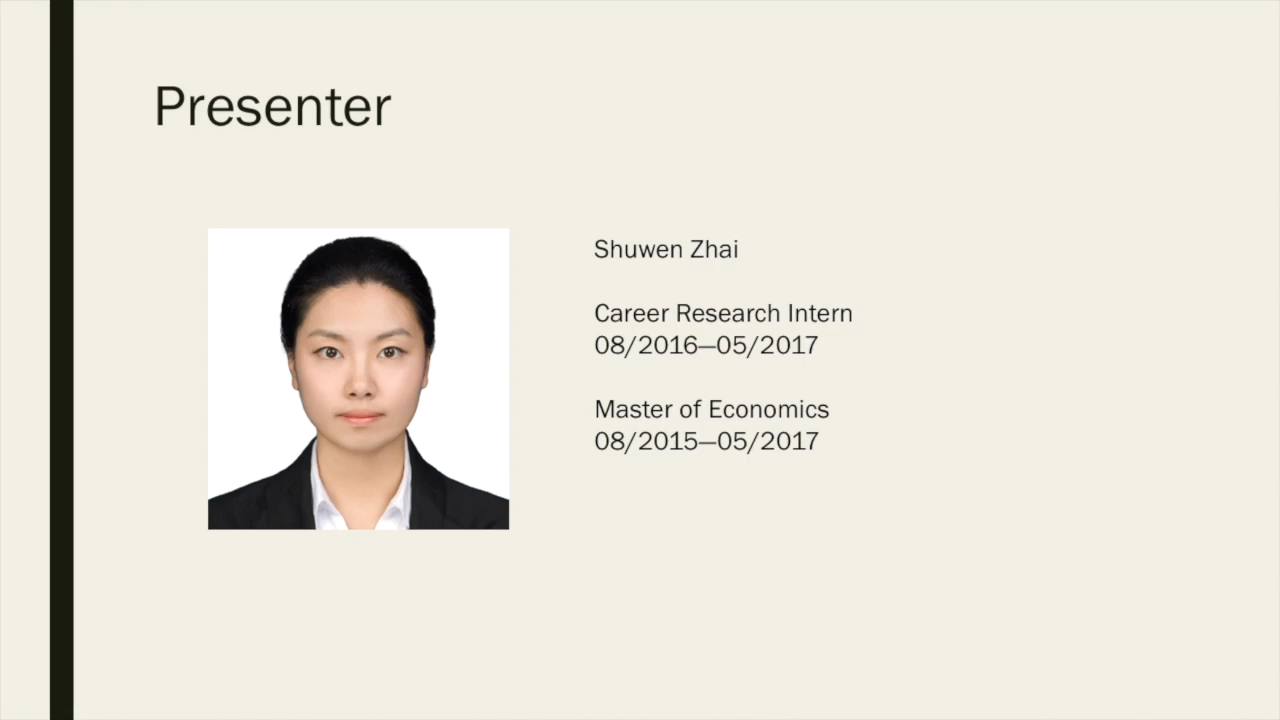 Presenter
Shuwen Zhai
Career Research Intern
08/2016—05/2017
Master of Economics
08/2015—05/2017